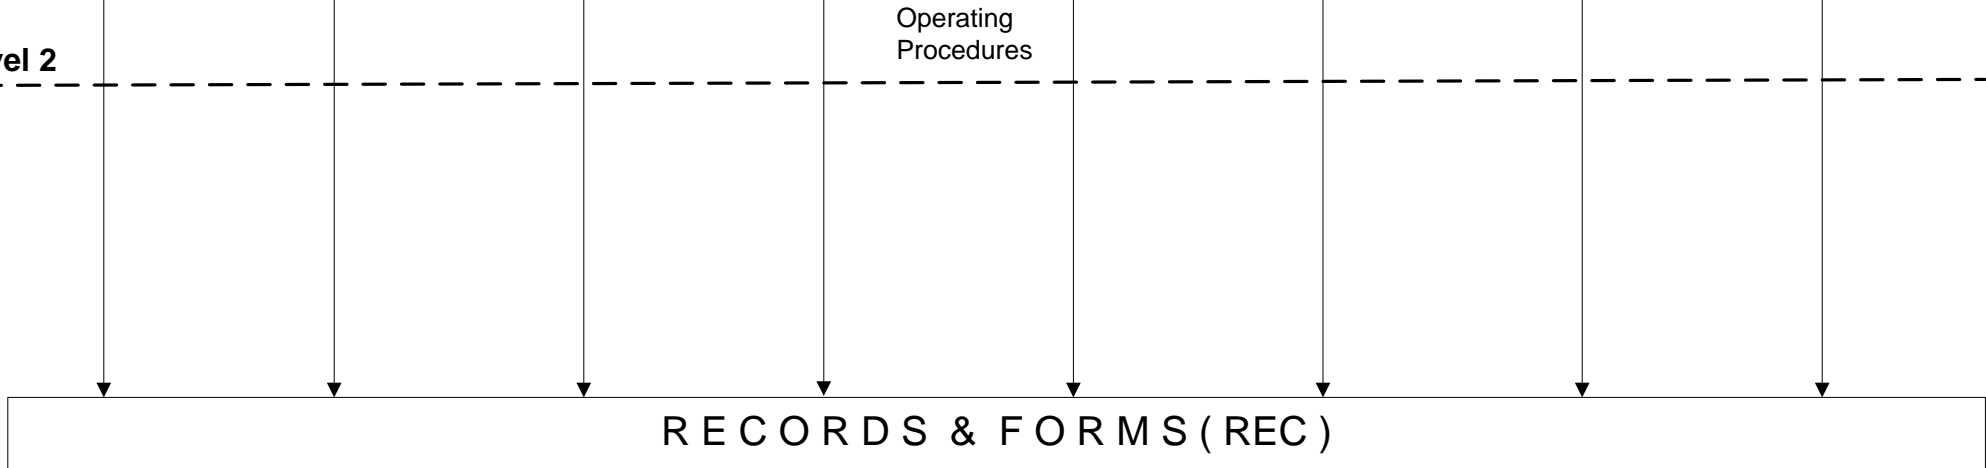 Operating
Procedures
vel 2
R E C O R D S & F O R M S ( REC )